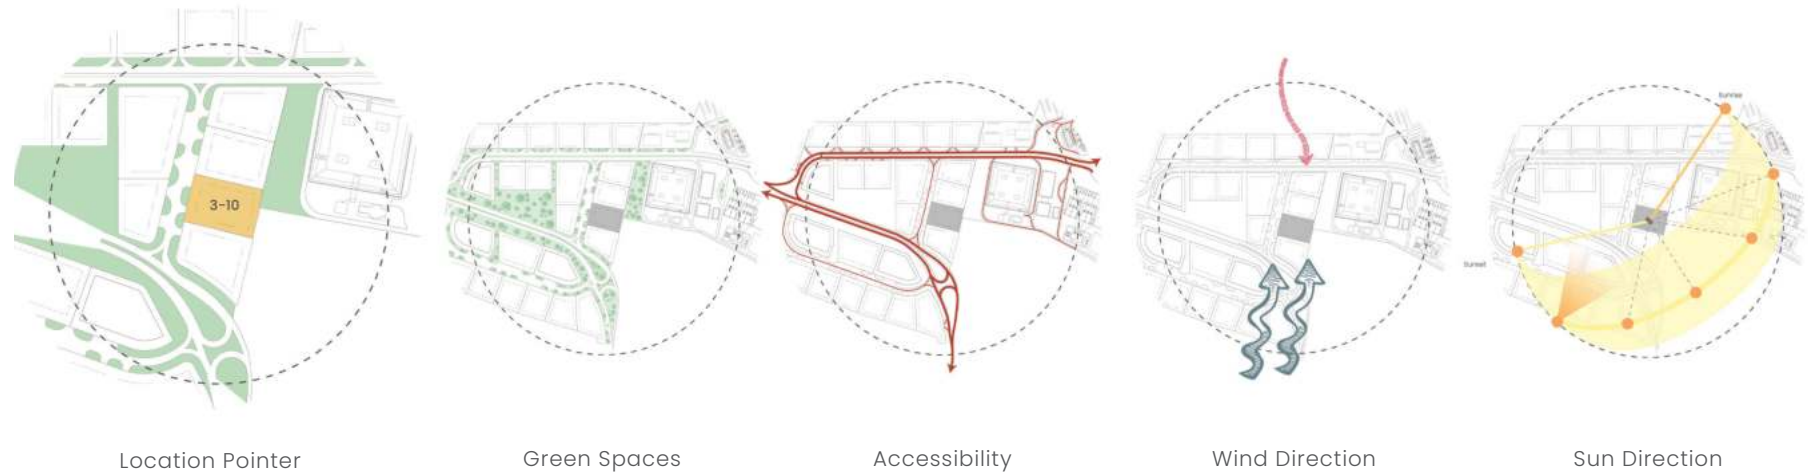 3-10
Sunrise
Sunset
Location Pointer
Green Spaces
Accessibility
Wind Direction
Sun Direction